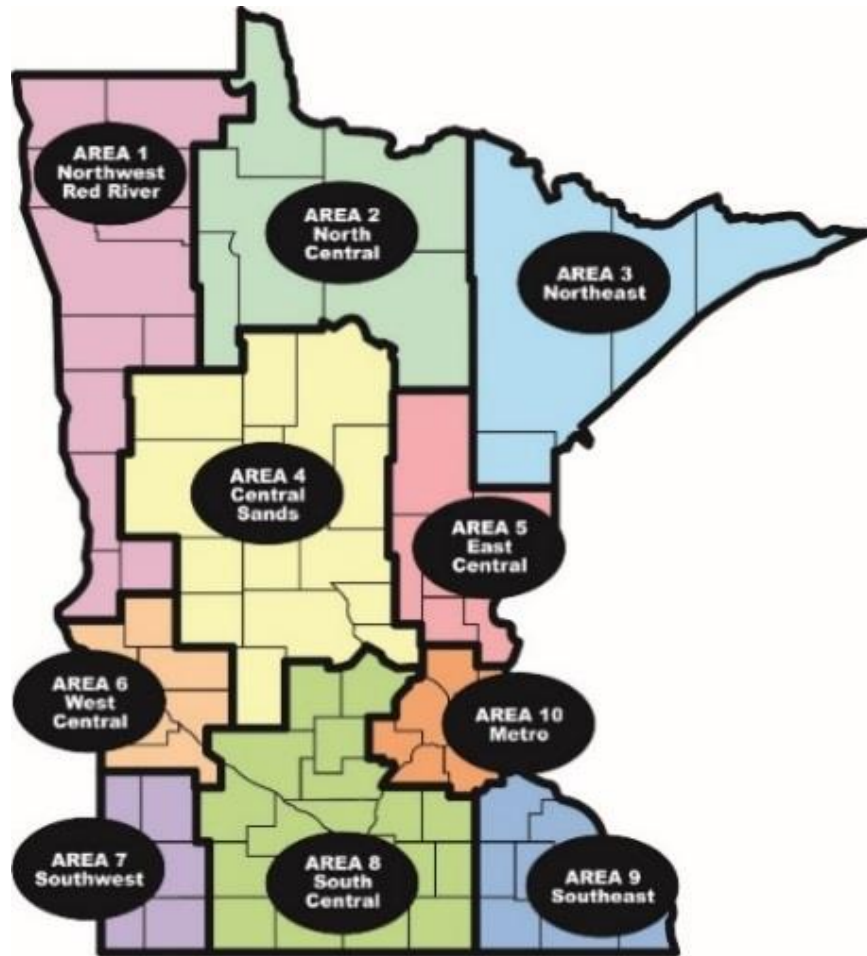 AREA 1
Northwest
Red River
AREA 2
North
Central
AREA 3
Northeast
AREA 4
Central
Sands
AREA 5
East
Central
AREA 6
West
Central
AREA 10
Metro
AREA 7
Southwest
AREA 8
South
Central
AREA 9
Southeast